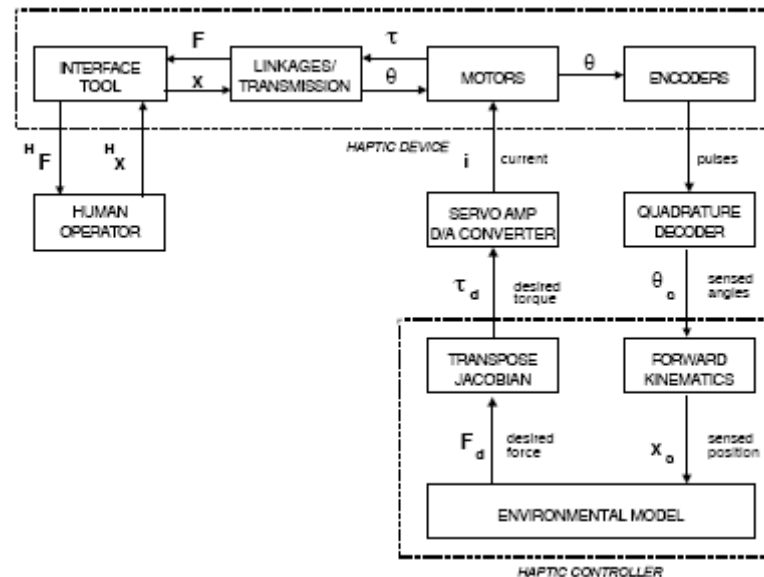 F
τ
INTERFACE
TOOL
LINKAGES/
TRANSMISSION
MOTORS
θ
ENCODERS
x
θ
HAPTIC DEVICE
H
F
H
x
i
current
pulses
HUMAN
OPERATOR
SERVO AMP
D/A CONVERTER
QUADRATURE
DECODER
τ d
desired
torque
θ o
sensed
angles
TRANSPOSE
JACOBIAN
FORWARD
KINEMATICS
F d
desired
force
x o
sensed
position
ENVIRONMENTAL MODEL
HAPTIC CONTROLLER